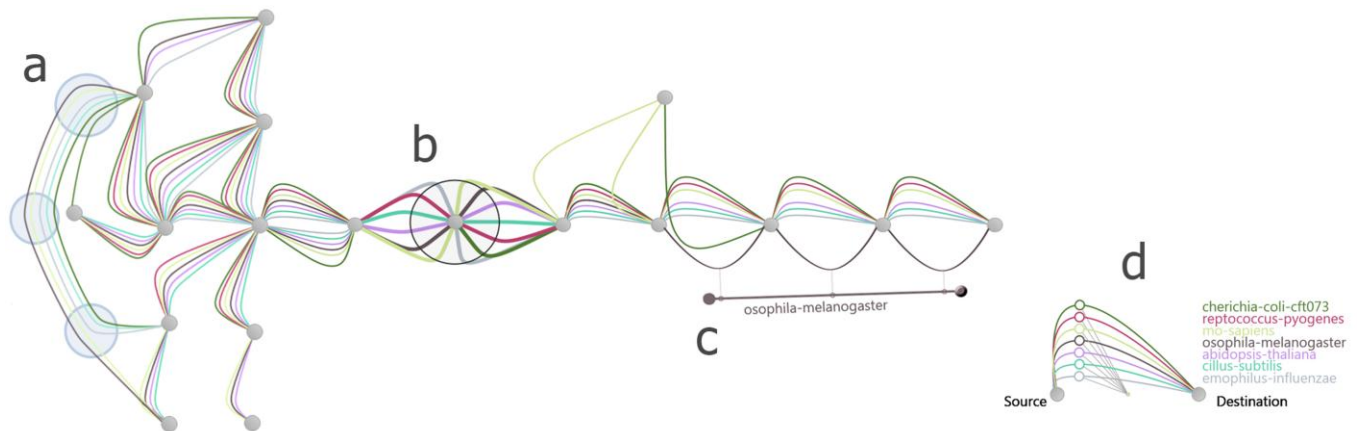 a
b
osophila-melanogaster
c
d
cherichia-coli-cft073
reptococcus-pyogenes
mo-sapiens
osophila-melanogaster
abidopsis-thaliana
cillus-subtilis
emophilus-influenzae
Source
Destination